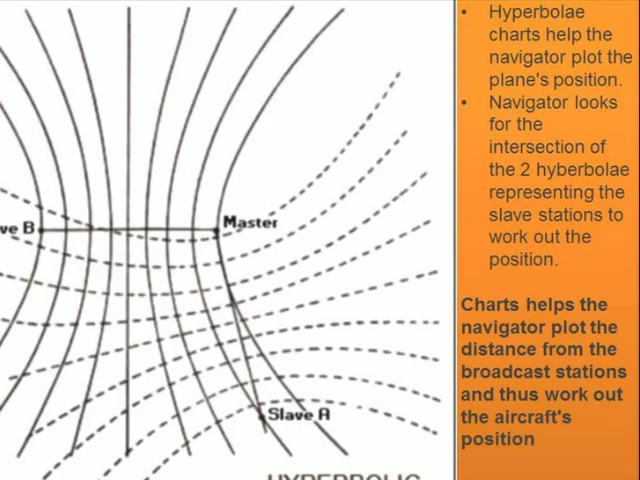 • Hyperbolae
charts help the
navigator plot the
plane's position.
• Navigator looks
for the
intersection of
the 2 hyberbolae
representing the
slave stations to
work out the
position.
Charts helps the
navigator plot the
distance from the
broadcast stations
and thus work out
the aircraft's
position
ve B
Master
Slave A
HYPERBOLIC